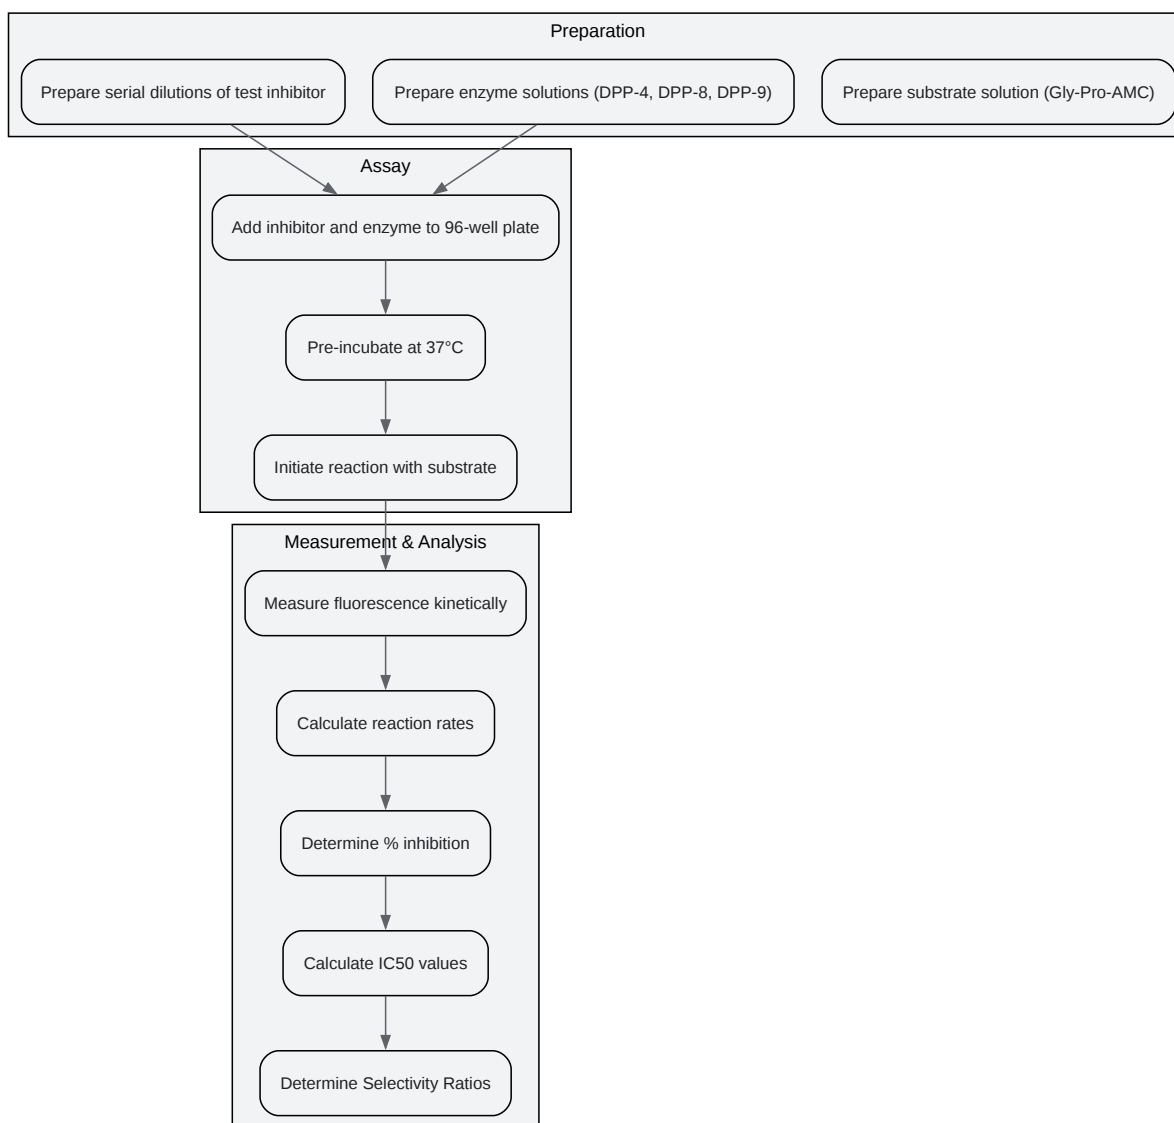 Preparation
Prepare serial dilutions of test inhibitor
Prepare enzyme solutions (DPP-4, DPP-8, DPP-9)
Prepare substrate solution (Gly-Pro-AMC)
Assay
Add inhibitor and enzyme to 96-well plate
Pre-incubate at 37°C
Initiate reaction with substrate
Measurement & Analysis
Measure fluorescence kinetically
Calculate reaction rates
Determine % inhibition
Calculate IC50 values
Determine Selectivity Ratios